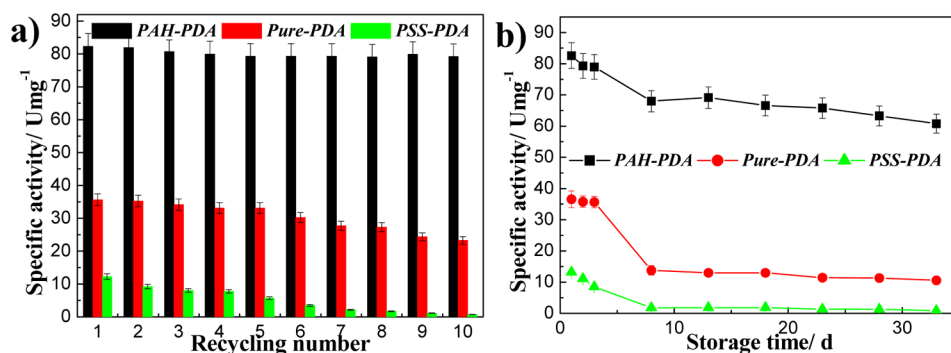 a)
PAH-PDA Pure-PDA PSS-PDA
Specific activity/ Umg⁻¹
90
80
70
60
50
40
30
20
10
0
1 2 3 4 5 6 7 8 9 10
Recycling number
b)
Specific activity/ Umg⁻¹
90
80
70
60
50
40
30
20
10
0
PAH-PDA Pure-PDA PSS-PDA
0 10 20 30
Storage time/ d